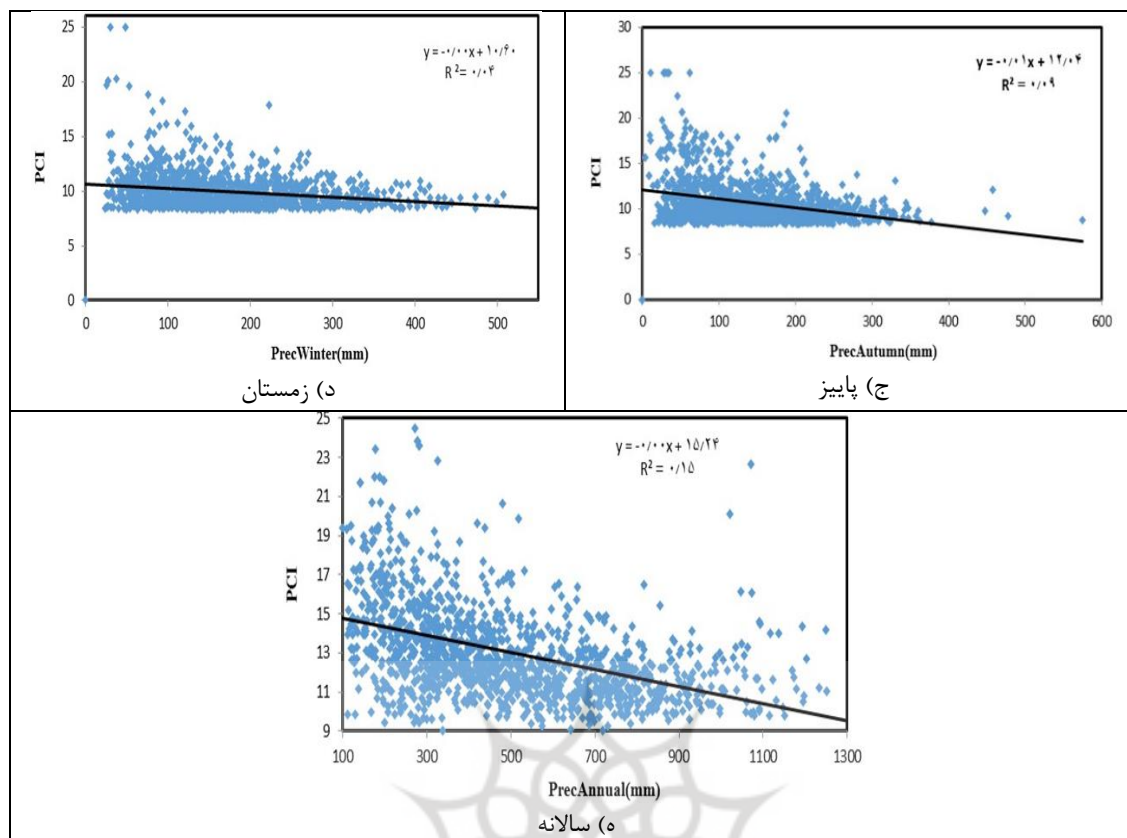 30
25
20
15
10
5
0
PCI
y = -۰/۰۱x + ۱۲/۰۴
R² = ۰/۰۹
0 100 200 300 400 500 600
PrecAutumn(mm)
ج) پاییز
25
20
15
10
5
0
PCI
y = -۰/۰۰x + ۱۰/۶۰
R²= ۰/۰۴
0 100 200 300 400 500
PrecWinter(mm)
د) زمستان
25
23
21
19
17
15
13
11
9
PCI
y = -۰/۰۰x + ۱۵/۲۴
R² = ۰/۱۵
100 300 500 700 900 1100 1300
PrecAnnual(mm)
ه) سالانه